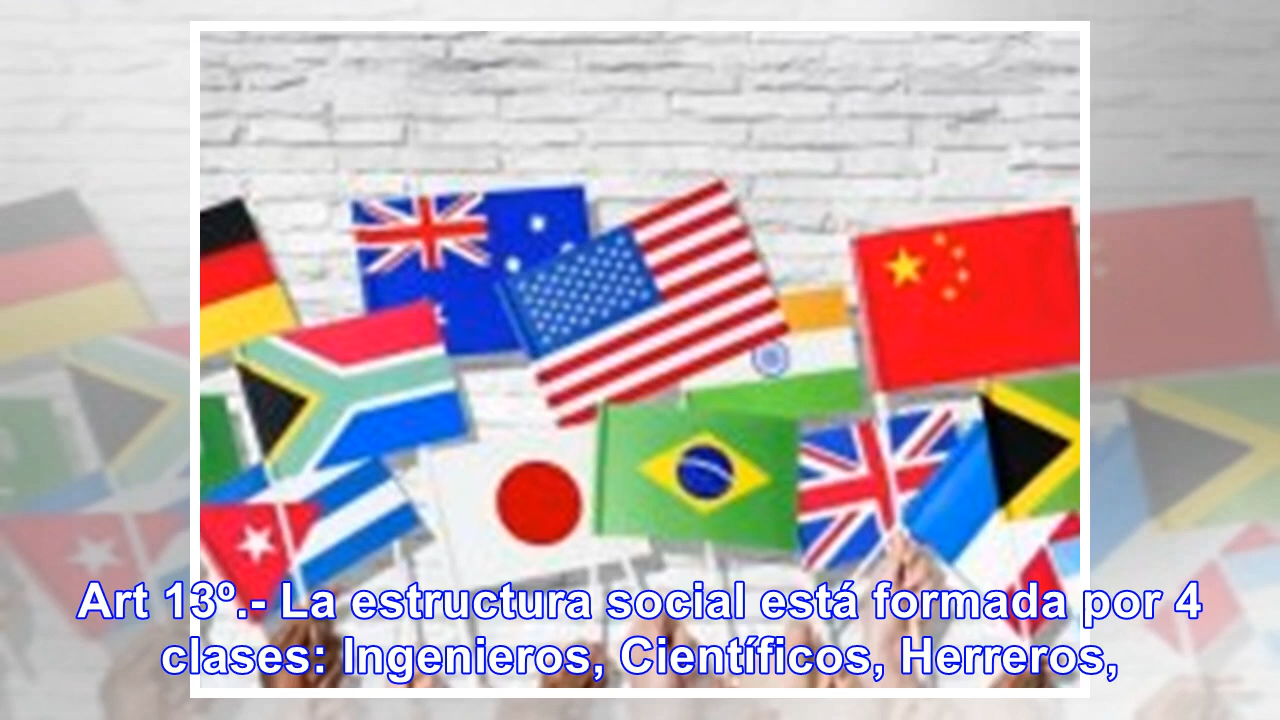 Art 13º.- La estructura social está formada por 4
clases: Ingenieros, Científicos, Herreros,